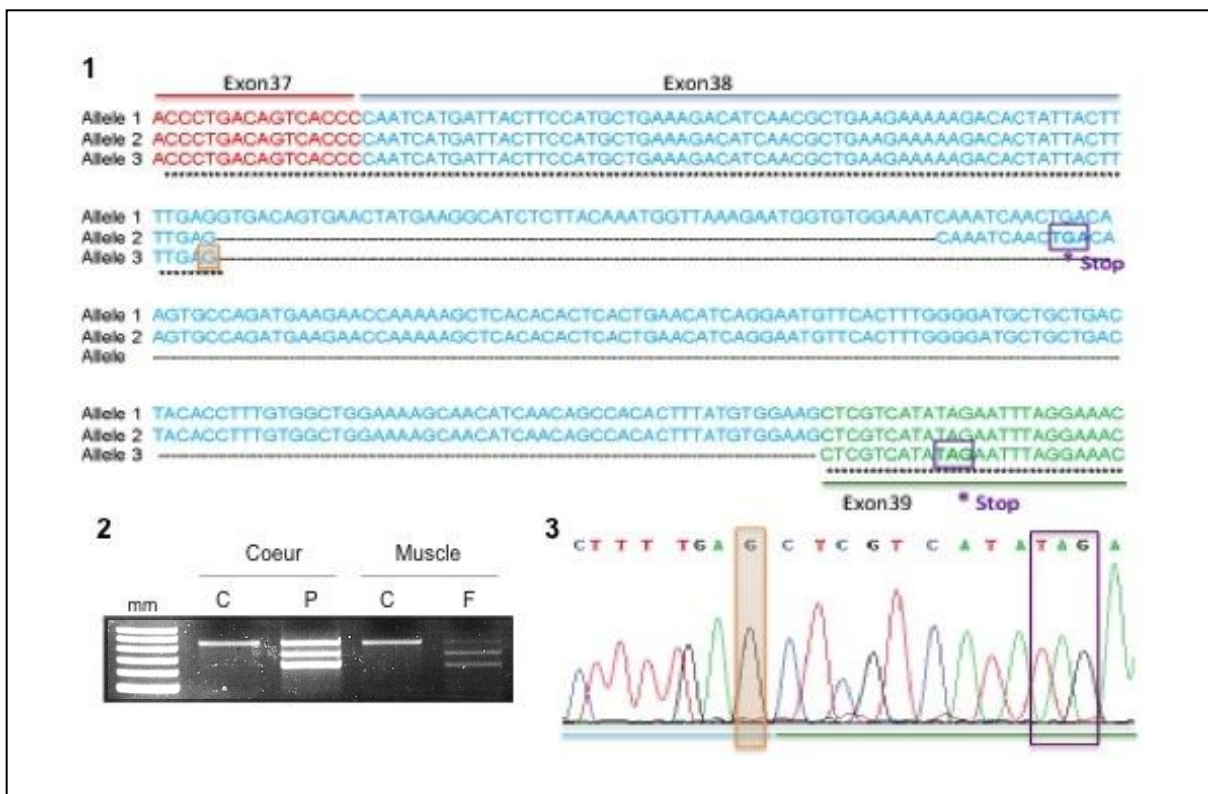 1
Exon37 Exon38
Allele 1 ACCCTGACAGTCACCCCAATCATGATTACTTCCATGCTGAAAGACATCAACGCTGAAGAAAAAGACACTATTACTT
Allele 2 ACCCTGACAGTCACCCCAATCATGATTACTTCCATGCTGAAAGACATCAACGCTGAAGAAAAAGACACTATTACTT
Allele 3 ACCCTGACAGTCACCCCAATCATGATTACTTCCATGCTGAAAGACATCAACGCTGAAGAAAAAGACACTATTACTT
Allele 1 TTGAGGTGACAGTGAACTATGAAGGCATCTCTTACAAATGGTTAAAGAATGGTGTGGAAATCAAATCAACTGACA
Allele 2 TTGAG CAAATCAACTGACA
Allele 3 TTGAG
* Stop
Allele 1 AGTGCCAGATGAAGAACCAAAAAGCTCACACACTCACTGAACATCAGGAATGTTCACTTTGGGGATGCTGCTGAC
Allele 2 AGTGCCAGATGAAGAACCAAAAAGCTCACACACTCACTGAACATCAGGAATGTTCACTTTGGGGATGCTGCTGAC
Allele
Allele 1 TACACCTTTGTGGCTGGAAAAGCAACATCAACAGCCACACTTTATGTGGAAGCTCGTCATATAGAATTTAGGAAAC
Allele 2 TACACCTTTGTGGCTGGAAAAGCAACATCAACAGCCACACTTTATGTGGAAGCTCGTCATATAGAATTTAGGAAAC
Allele 3 CTCGTCATATAGAATTTAGGAAAC
Exon39 * Stop
2
Coeur Muscle
mm C P C F
3
C T T T T G A G C T C G T C A T A T A G A